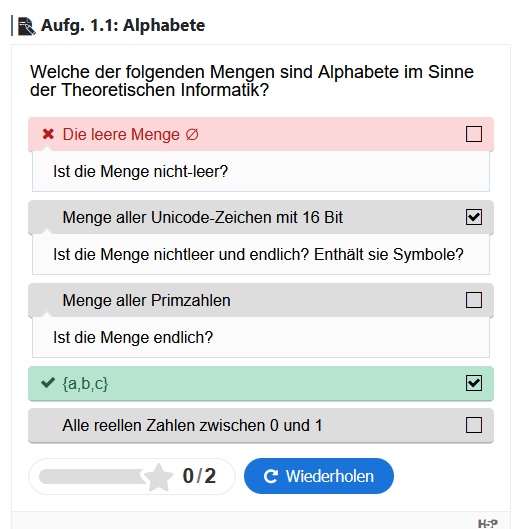 Aufg. 1.1: Alphabete
Welche der folgenden Mengen sind Alphabete im Sinne
der Theoretischen Informatik?
Die leere Menge ∅
Ist die Menge nicht-leer?
Menge aller Unicode-Zeichen mit 16 Bit
Ist die Menge nichtleer und endlich? Enthält sie Symbole?
Menge aller Primzahlen
Ist die Menge endlich?
{a,b,c}
Alle reellen Zahlen zwischen 0 und 1
0/2
Wiederholen
H5P